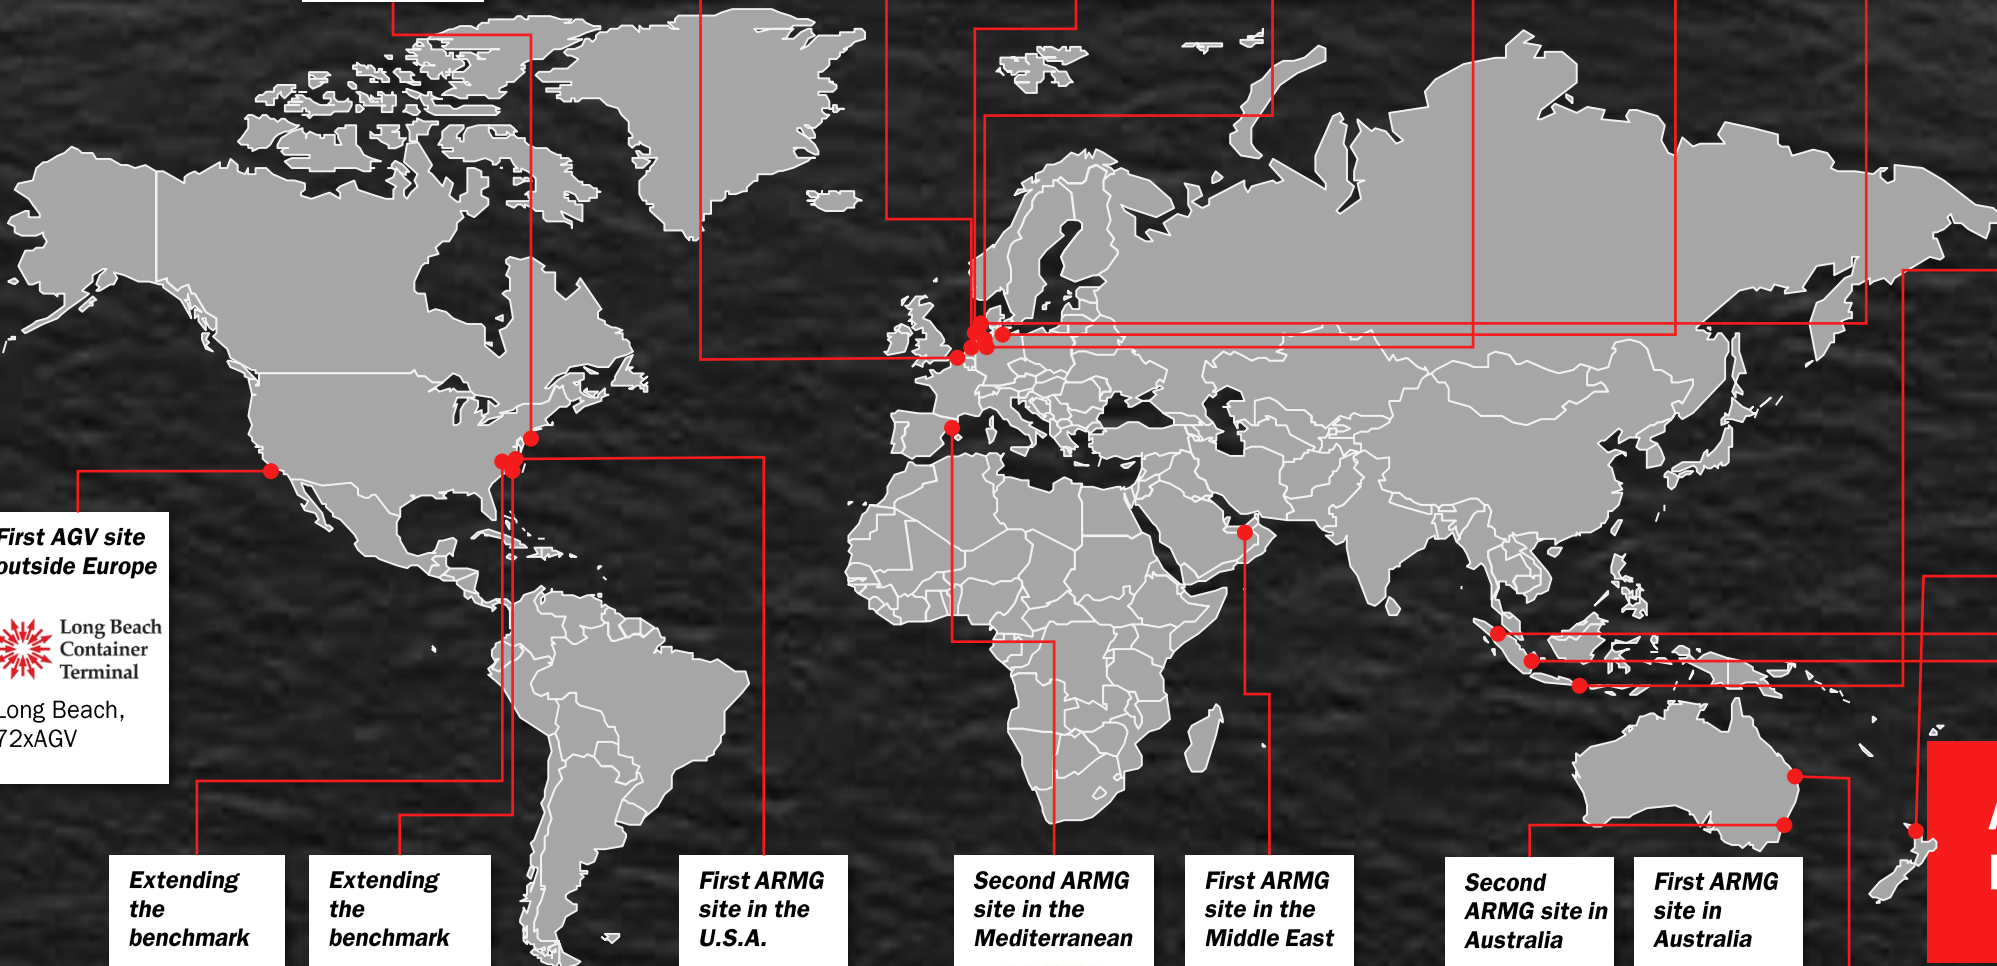 First AGV site
outside Europe
Long Beach
Container
Terminal
Long Beach,
72xAGV
Extending
the
benchmark
Extending
the
benchmark
First ARMG
site in the
U.S.A.
Second ARMG
site in the
Mediterranean
First ARMG
site in the
Middle East
Second
ARMG site in
Australia
First ARMG
site in
Australia